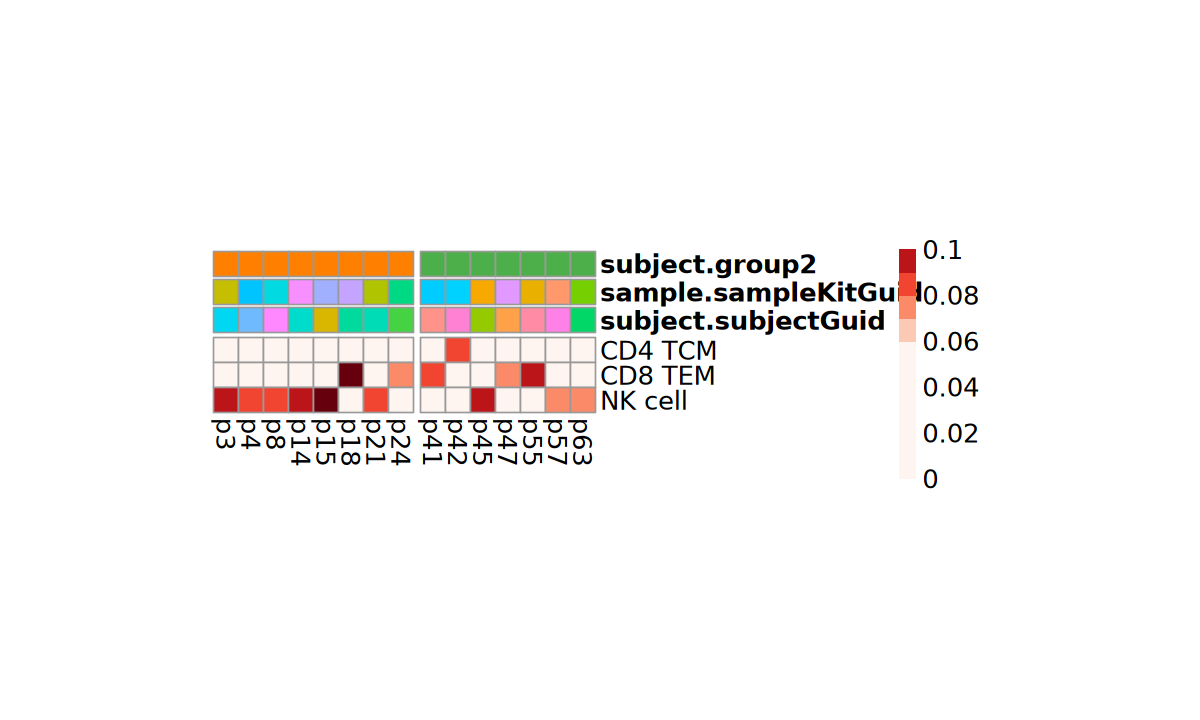 subject.group2
sample.sampleKitGuid
subject.subjectGuid
CD4 TCM
CD8 TEM
NK cell
p3
p4
p8
p14
p15
p18
p21
p24
p41
p42
p45
p47
p55
p57
p63
0.1
0.08
0.06
0.04
0.02
0